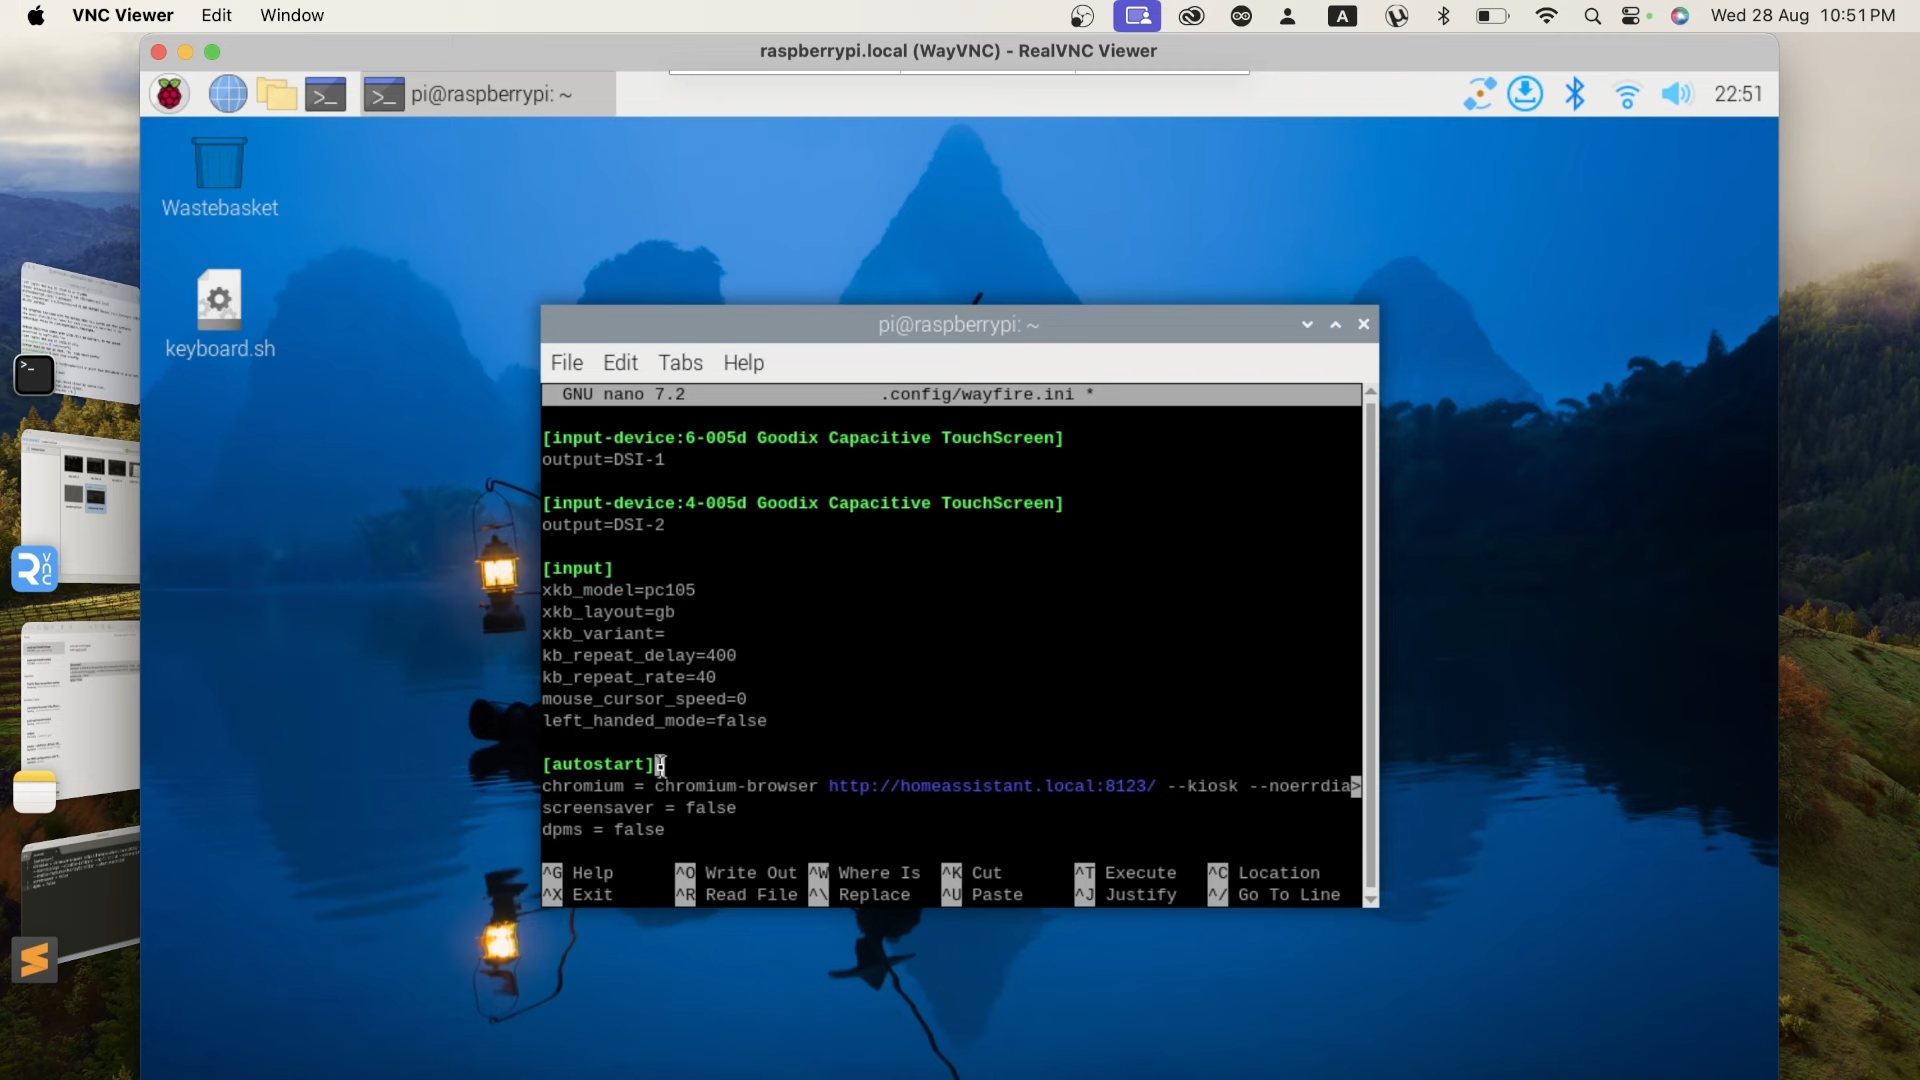 VNC Viewer Edit Window A Wed 28 Aug 10:51 PM
raspberrypi.local (WayVNC) - RealVNC Viewer
>_ >_ pi@raspberrypi: ~ 22:51
Wastebasket
keyboard.sh
pi@raspberrypi: ~
File Edit Tabs Help
GNU nano 7.2 .config/wayfire.ini *
[input-device:6-005d Goodix Capacitive TouchScreen]
output=DSI-1
[input-device:4-005d Goodix Capacitive TouchScreen]
output=DSI-2
[input]
xkb_model=pc105
xkb_layout=gb
xkb_variant=
kb_repeat_delay=400
kb_repeat_rate=40
mouse_cursor_speed=0
left_handed_mode=false
[autostart]
chromium = chromium-browser http://homeassistant.local:8123/ --kiosk --noerrdia>
screensaver = false
dpms = false
^G Help ^O Write Out ^W Where Is ^K Cut ^T Execute ^C Location
^X Exit ^R Read File ^\ Replace ^U Paste ^J Justify ^/ Go To Line